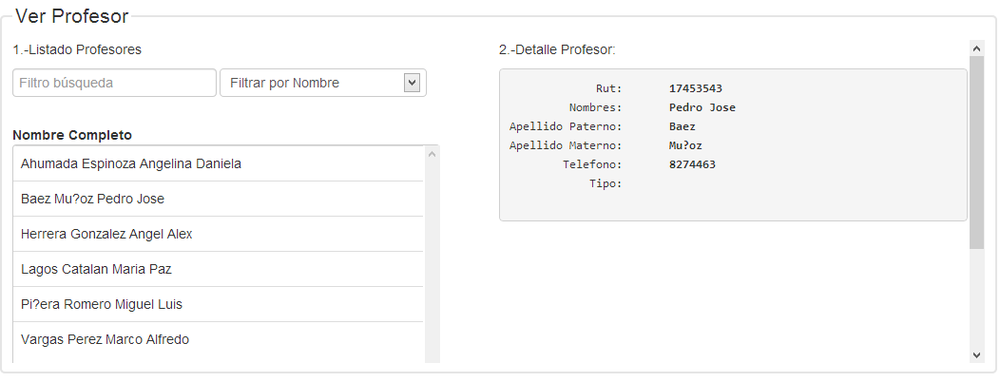 Ver Profesor
1.-Listado Profesores
Filtro búsqueda
Filtrar por Nombre
Nombre Completo
Ahumada Espinoza Angelina Daniela
Baez Mu?oz Pedro Jose
Herrera Gonzalez Angel Alex
Lagos Catalan Maria Paz
Pi?era Romero Miguel Luis
Vargas Perez Marco Alfredo
2.-Detalle Profesor:
Rut: 17453543
Nombres: Pedro Jose
Apellido Paterno: Baez
Apellido Materno: Mu?oz
Telefono: 8274463
Tipo: